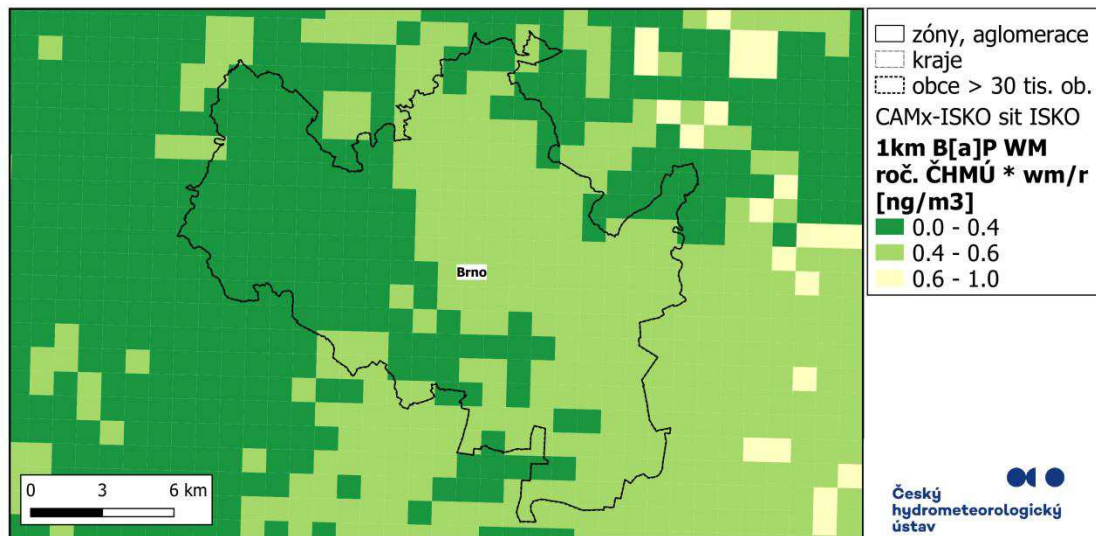 zóny, aglomerace
kraje
obce > 30 tis. ob.
CAMx-ISKO sit ISKO
1km B[a]P WM
roč. ČHMÚ * wm/r
[ng/m3]
0.0 - 0.4
0.4 - 0.6
0.6 - 1.0
Brno
0 3 6 km
Český
hydrometeorologický
ústav